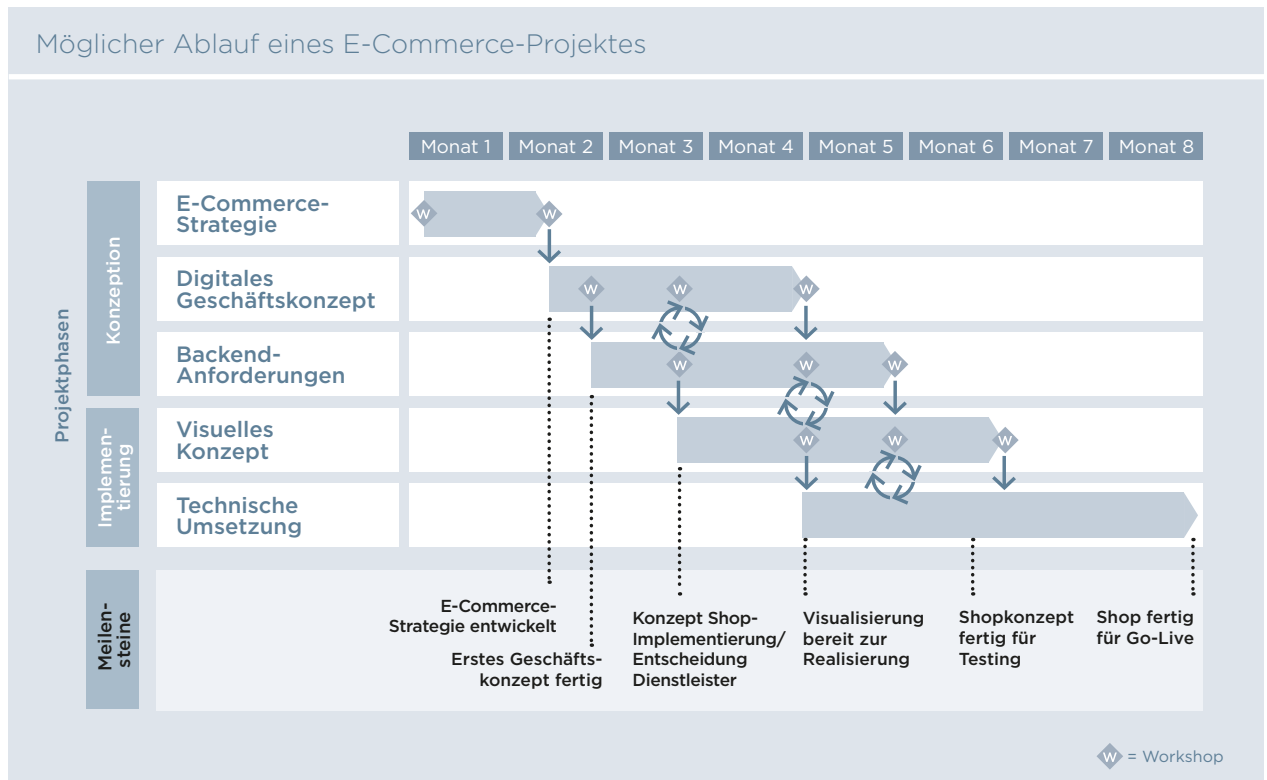 Möglicher Ablauf eines E-Commerce-Projektes
Monat 1 Monat 2 Monat 3 Monat 4 Monat 5 Monat 6 Monat 7 Monat 8
Projektphasen
Konzeption
E-Commerce-
Strategie
W W
Digitales
Geschäftskonzept
W W W
Backend-
Anforderungen
W W W
Implemen-
tierung
Visuelles
Konzept
W W W
Technische
Umsetzung
Meilen-
steine
E-Commerce-
Strategie entwickelt
Erstes Geschäfts-
konzept fertig
Konzept Shop-
Implementierung/
Entscheidung
Dienstleister
Visualisierung
bereit zur
Realisierung
Shopkonzept
fertig für
Testing
Shop fertig
für Go-Live
W = Workshop